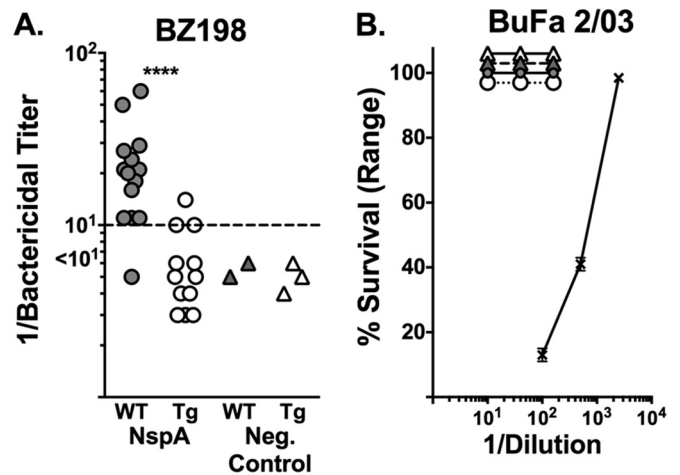 A.
BZ198
10²
****
1/Bactericidal Titer
10¹
<10¹
WT Tg WT Tg
NspA Neg. Control
B.
BuFa 2/03
% Survival (Range)
100
80
60
40
20
10¹ 10² 10³ 10⁴
1/Dilution